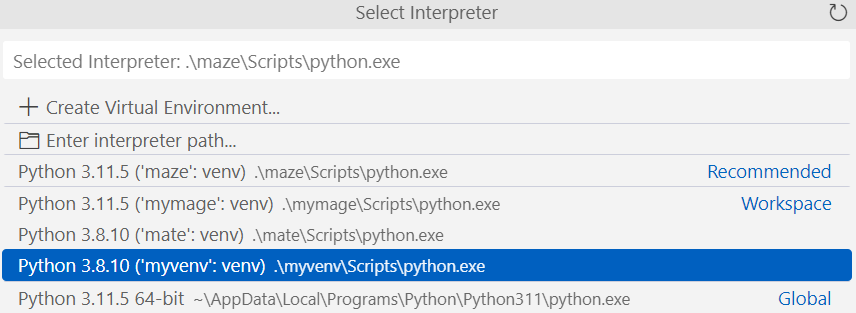 Select Interpreter
Selected Interpreter: .\maze\Scripts\python.exe
Create Virtual Environment...
Enter interpreter path...
Python 3.11.5 ('maze': venv) .\maze\Scripts\python.exe Recommended
Python 3.11.5 ('mymage': venv) .\mymage\Scripts\python.exe Workspace
Python 3.8.10 ('mate': venv) .\mate\Scripts\python.exe
Python 3.8.10 ('myvenv': venv) .\myvenv\Scripts\python.exe
Python 3.11.5 64-bit ~\AppData\Local\Programs\Python\Python311\python.exe Global